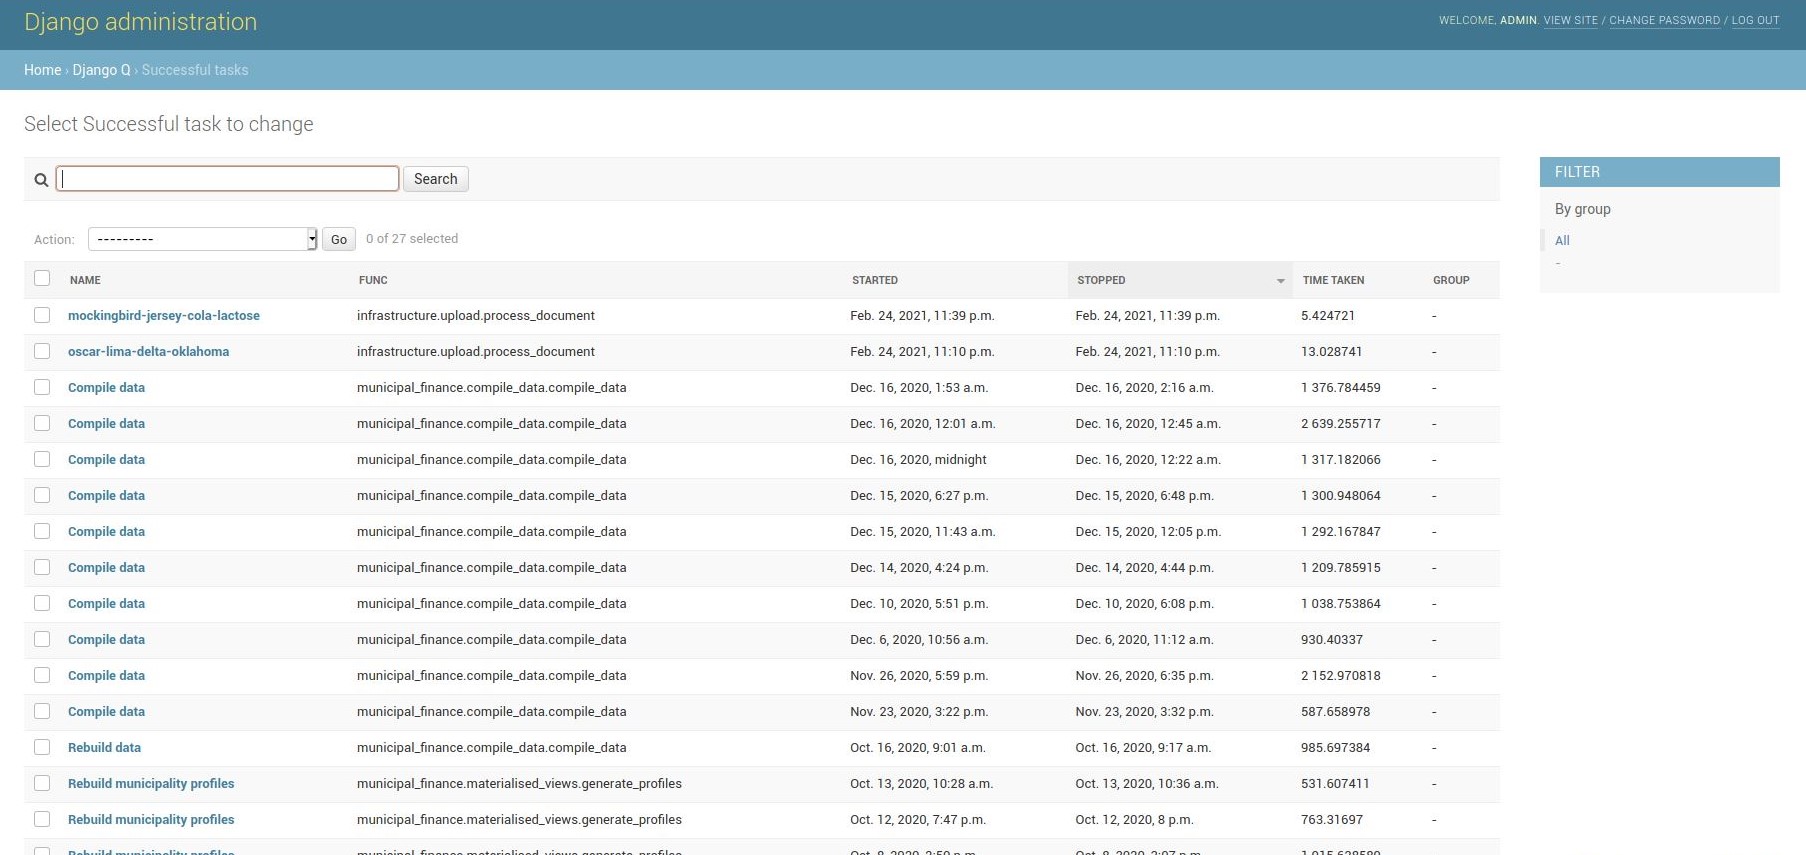 Django administration
WELCOME, ADMIN. VIEW SITE / CHANGE PASSWORD / LOG OUT
Home › Django Q › Successful tasks
Select Successful task to change
Search
Action: --------- Go 0 of 27 selected
NAME FUNC STARTED STOPPED TIME TAKEN GROUP
mockingbird-jersey-cola-lactose infrastructure.upload.process_document Feb. 24, 2021, 11:39 p.m. Feb. 24, 2021, 11:39 p.m. 5.424721 -
oscar-lima-delta-oklahoma infrastructure.upload.process_document Feb. 24, 2021, 11:10 p.m. Feb. 24, 2021, 11:10 p.m. 13.028741 -
Compile data municipal_finance.compile_data.compile_data Dec. 16, 2020, 1:53 a.m. Dec. 16, 2020, 2:16 a.m. 1 376.784459 -
Compile data municipal_finance.compile_data.compile_data Dec. 16, 2020, 12:01 a.m. Dec. 16, 2020, 12:45 a.m. 2 639.255717 -
Compile data municipal_finance.compile_data.compile_data Dec. 16, 2020, midnight Dec. 16, 2020, 12:22 a.m. 1 317.182066 -
Compile data municipal_finance.compile_data.compile_data Dec. 15, 2020, 6:27 p.m. Dec. 15, 2020, 6:48 p.m. 1 300.948064 -
Compile data municipal_finance.compile_data.compile_data Dec. 15, 2020, 11:43 a.m. Dec. 15, 2020, 12:05 p.m. 1 292.167847 -
Compile data municipal_finance.compile_data.compile_data Dec. 14, 2020, 4:24 p.m. Dec. 14, 2020, 4:44 p.m. 1 209.785915 -
Compile data municipal_finance.compile_data.compile_data Dec. 10, 2020, 5:51 p.m. Dec. 10, 2020, 6:08 p.m. 1 038.753864 -
Compile data municipal_finance.compile_data.compile_data Dec. 6, 2020, 10:56 a.m. Dec. 6, 2020, 11:12 a.m. 930.40337 -
Compile data municipal_finance.compile_data.compile_data Nov. 26, 2020, 5:59 p.m. Nov. 26, 2020, 6:35 p.m. 2 152.970818 -
Compile data municipal_finance.compile_data.compile_data Nov. 23, 2020, 3:22 p.m. Nov. 23, 2020, 3:32 p.m. 587.658978 -
Rebuild data municipal_finance.compile_data.compile_data Oct. 16, 2020, 9:01 a.m. Oct. 16, 2020, 9:17 a.m. 985.697384 -
Rebuild municipality profiles municipal_finance.materialised_views.generate_profiles Oct. 13, 2020, 10:28 a.m. Oct. 13, 2020, 10:36 a.m. 531.607411 -
Rebuild municipality profiles municipal_finance.materialised_views.generate_profiles Oct. 12, 2020, 7:47 p.m. Oct. 12, 2020, 8 p.m. 763.31697 -
FILTER
By group
All
-